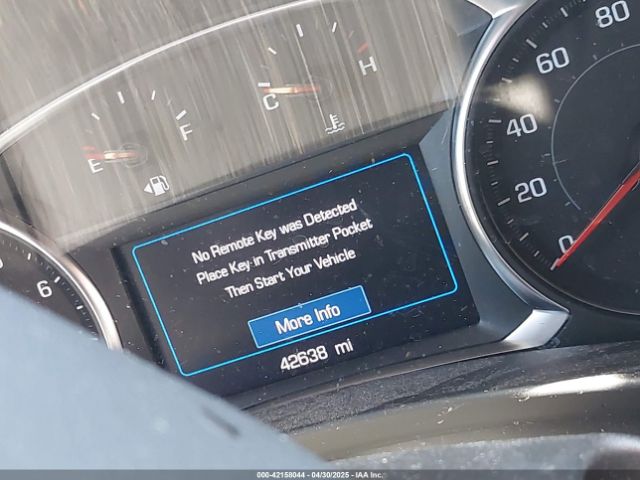 80
60
40
20
0
H
C
F
E
6
No Remote Key was Detected
Place Key in Transmitter Pocket
Then Start Your Vehicle
More Info
42638 mi
000-42158044 - 04/30/2025 - IAA Inc.